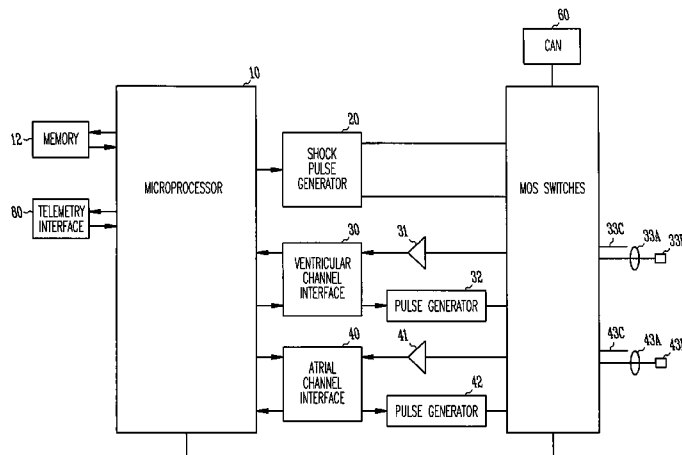 60
CAN
10
12
MEMORY
80
TELEMETRY
INTERFACE
MICROPROCESSOR
20
SHOCK
PULSE
GENERATOR
MOS SWITCHES
30
VENTRICULAR
CHANNEL
INTERFACE
31
32
PULSE GENERATOR
33C
33A
40
ATRIAL
CHANNEL
INTERFACE
41
42
PULSE GENERATOR
43C
43A